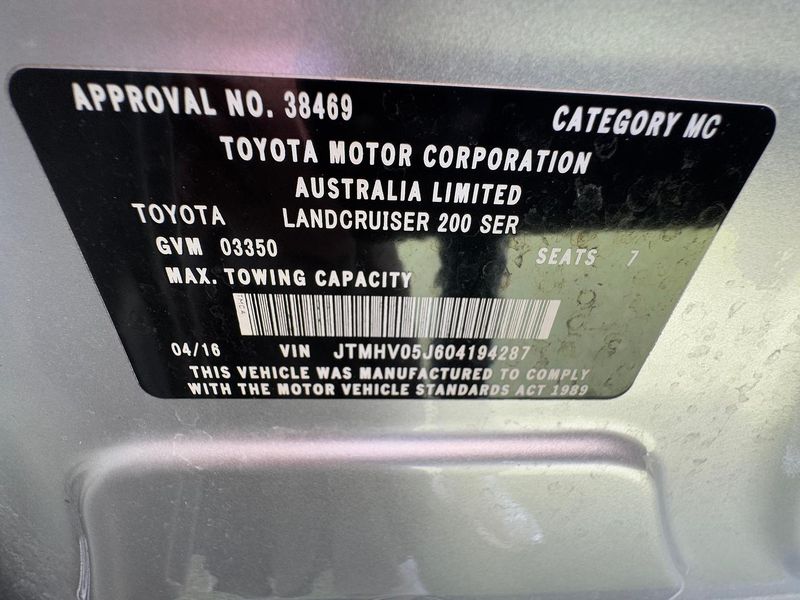 APPROVAL NO. 38469 CATEGORY MC
TOYOTA MOTOR CORPORATION
AUSTRALIA LIMITED
TOYOTA LANDCRUISER 200 SER
GVM 03350 SEATS 7
MAX. TOWING CAPACITY
TMCA
04/16 VIN JTMHV05J604194287
THIS VEHICLE WAS MANUFACTURED TO COMPLY
WITH THE MOTOR VEHICLE STANDARDS ACT 1989